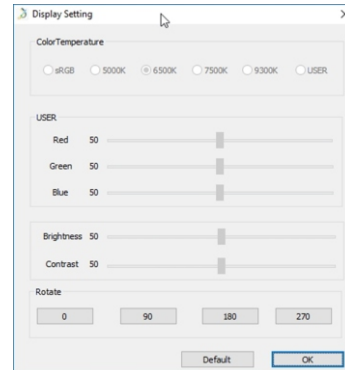 Display Setting
ColorTemperature
sRGB 5000K 6500K 7500K 9300K USER
USER
Red 50
Green 50
Blue 50
Brightness 50
Contrast 50
Rotate
0 90 180 270
Default OK